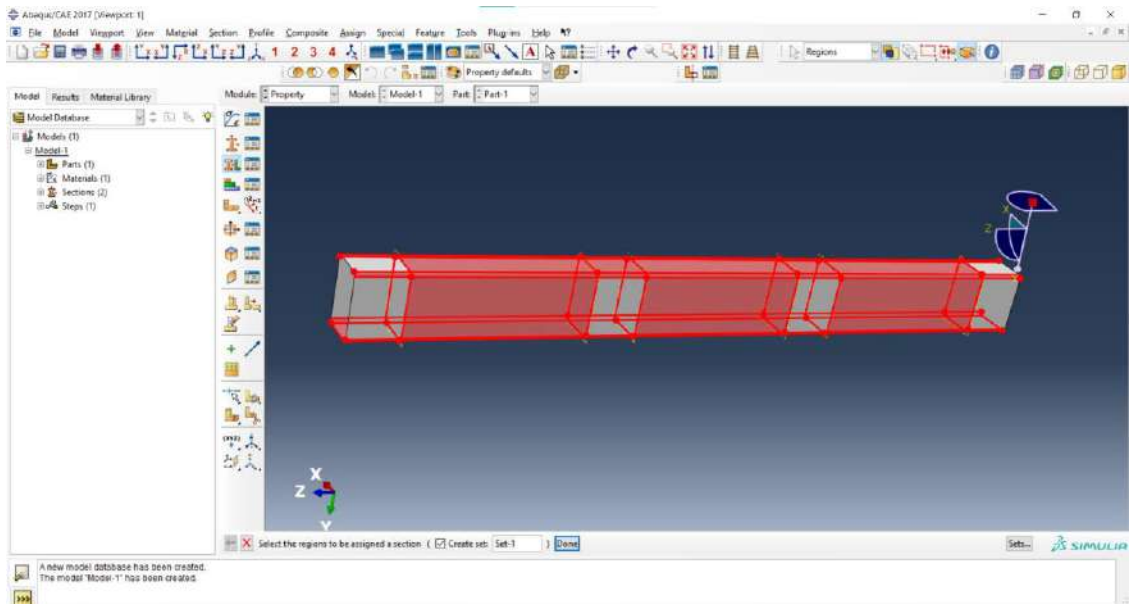 Abaqus/CAE 2017 [Viewport: 1]
File Model Viewport View Material Section Profile Composite Assign Special Feature Tools Plug-ins Help
1 2 3 4 A Regions
Property defaults
Model Results Material Library Module: Property Model: Model-1 Part: Part-1
Model Database
Models (1)
Model-1
Parts (1)
Materials (1)
Sections (2)
Steps (1)
X
Z
X
Z
Y
Select the regions to be assigned a section ( Create set: Set-1 ) Done Sets... SIMULIA
A new model database has been created.
The model "Model-1" has been created.
>>>